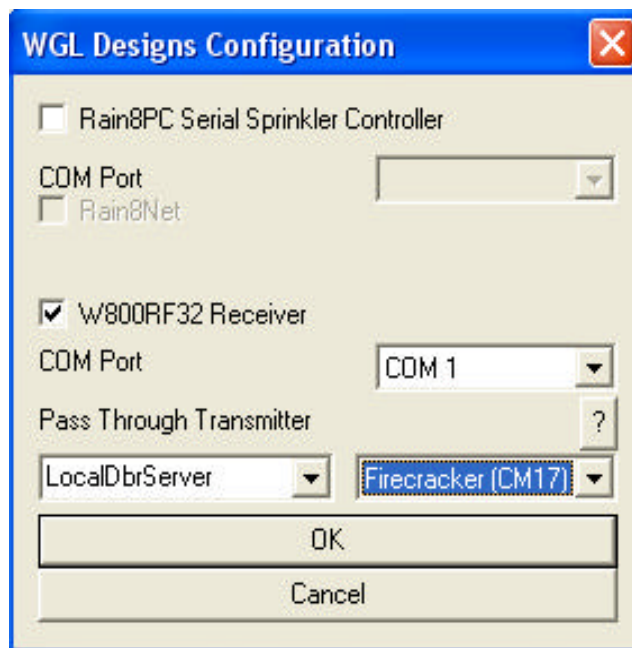 WGL Designs Configuration
Rain8PC Serial Sprinkler Controller
COM Port
Rain8Net
W800RF32 Receiver
COM Port
COM 1
Pass Through Transmitter
?
LocalDbrServer
Firecracker (CM17)
OK
Cancel